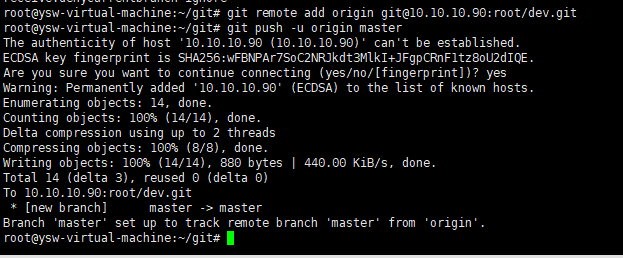 root@ysw-virtual-machine:~/git# git remote add origin git@10.10.10.90:root/dev.git
root@ysw-virtual-machine:~/git# git push -u origin master
The authenticity of host '10.10.10.90 (10.10.10.90)' can't be established.
ECDSA key fingerprint is SHA256:wFBNPAr7SoC2NRJkdt3MlkI+JFgpCRnF1tz8oU2dIQE.
Are you sure you want to continue connecting (yes/no/[fingerprint])? yes
Warning: Permanently added '10.10.10.90' (ECDSA) to the list of known hosts.
Enumerating objects: 14, done.
Counting objects: 100% (14/14), done.
Delta compression using up to 2 threads
Compressing objects: 100% (8/8), done.
Writing objects: 100% (14/14), 880 bytes | 440.00 KiB/s, done.
Total 14 (delta 3), reused 0 (delta 0)
To 10.10.10.90:root/dev.git
 * [new branch]      master -> master
Branch 'master' set up to track remote branch 'master' from 'origin'.
root@ysw-virtual-machine:~/git#